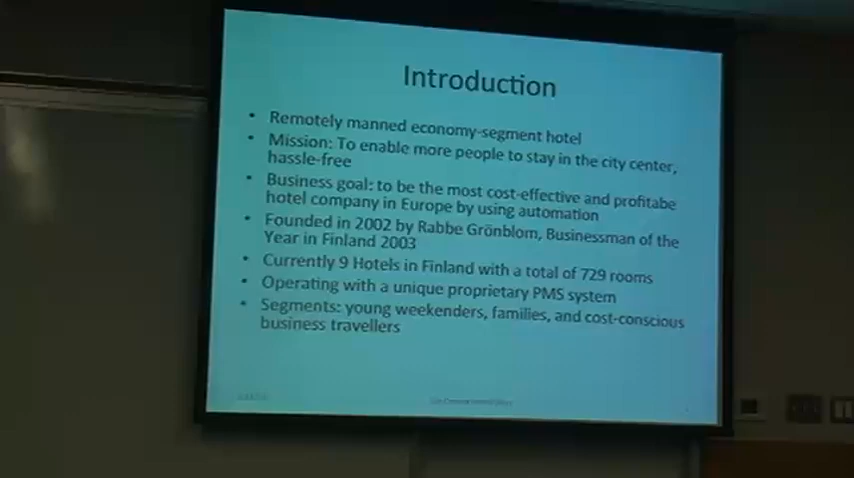 Introduction
• Remotely manned economy-segment hotel
• Mission: To enable more people to stay in the city center,
hassle-free
• Business goal: to be the most cost-effective and profitabe
hotel company in Europe by using automation
• Founded in 2002 by Rabbe Grönblom, Businessman of the
Year in Finland 2003
• Currently 9 Hotels in Finland with a total of 729 rooms
• Operating with a unique proprietary PMS system
• Segments: young weekenders, families, and cost-conscious
business travellers